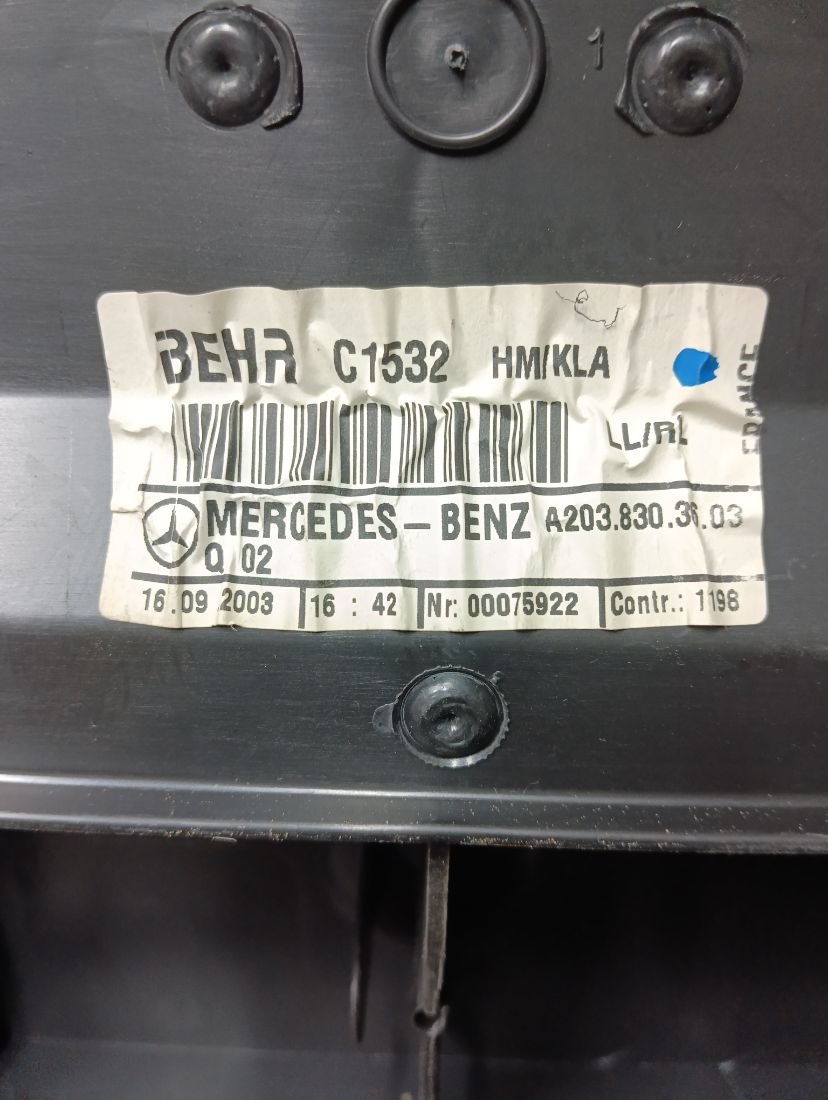 1
BEHR C1532 HM/KLA
FRANCE
LL/RL
MERCEDES-BENZ A203.830.36.03
Q 02
16.09 2003 16 : 42 Nr: 00075922 Contr.: 1198